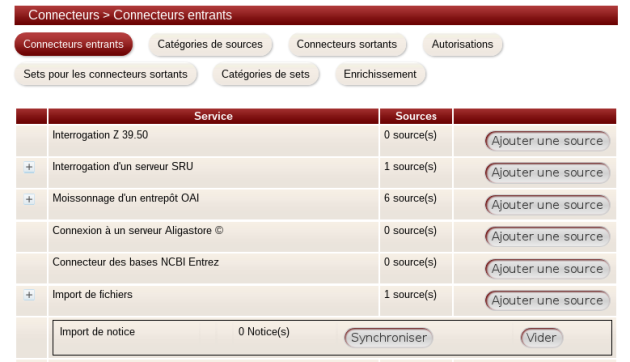 Connecteurs > Connecteurs entrants
Connecteurs entrants Catégories de sources Connecteurs sortants Autorisations
Sets pour les connecteurs sortants Catégories de sets Enrichissement
Service Sources
Interrogation Z 39.50 0 source(s) Ajouter une source
+ Interrogation d'un serveur SRU 1 source(s) Ajouter une source
+ Moissonnage d'un entrepôt OAI 6 source(s) Ajouter une source
Connexion à un serveur Aligastore © 0 source(s) Ajouter une source
Connecteur des bases NCBI Entrez 0 source(s) Ajouter une source
+ Import de fichiers 1 source(s) Ajouter une source
Import de notice 0 Notice(s) Synchroniser Vider